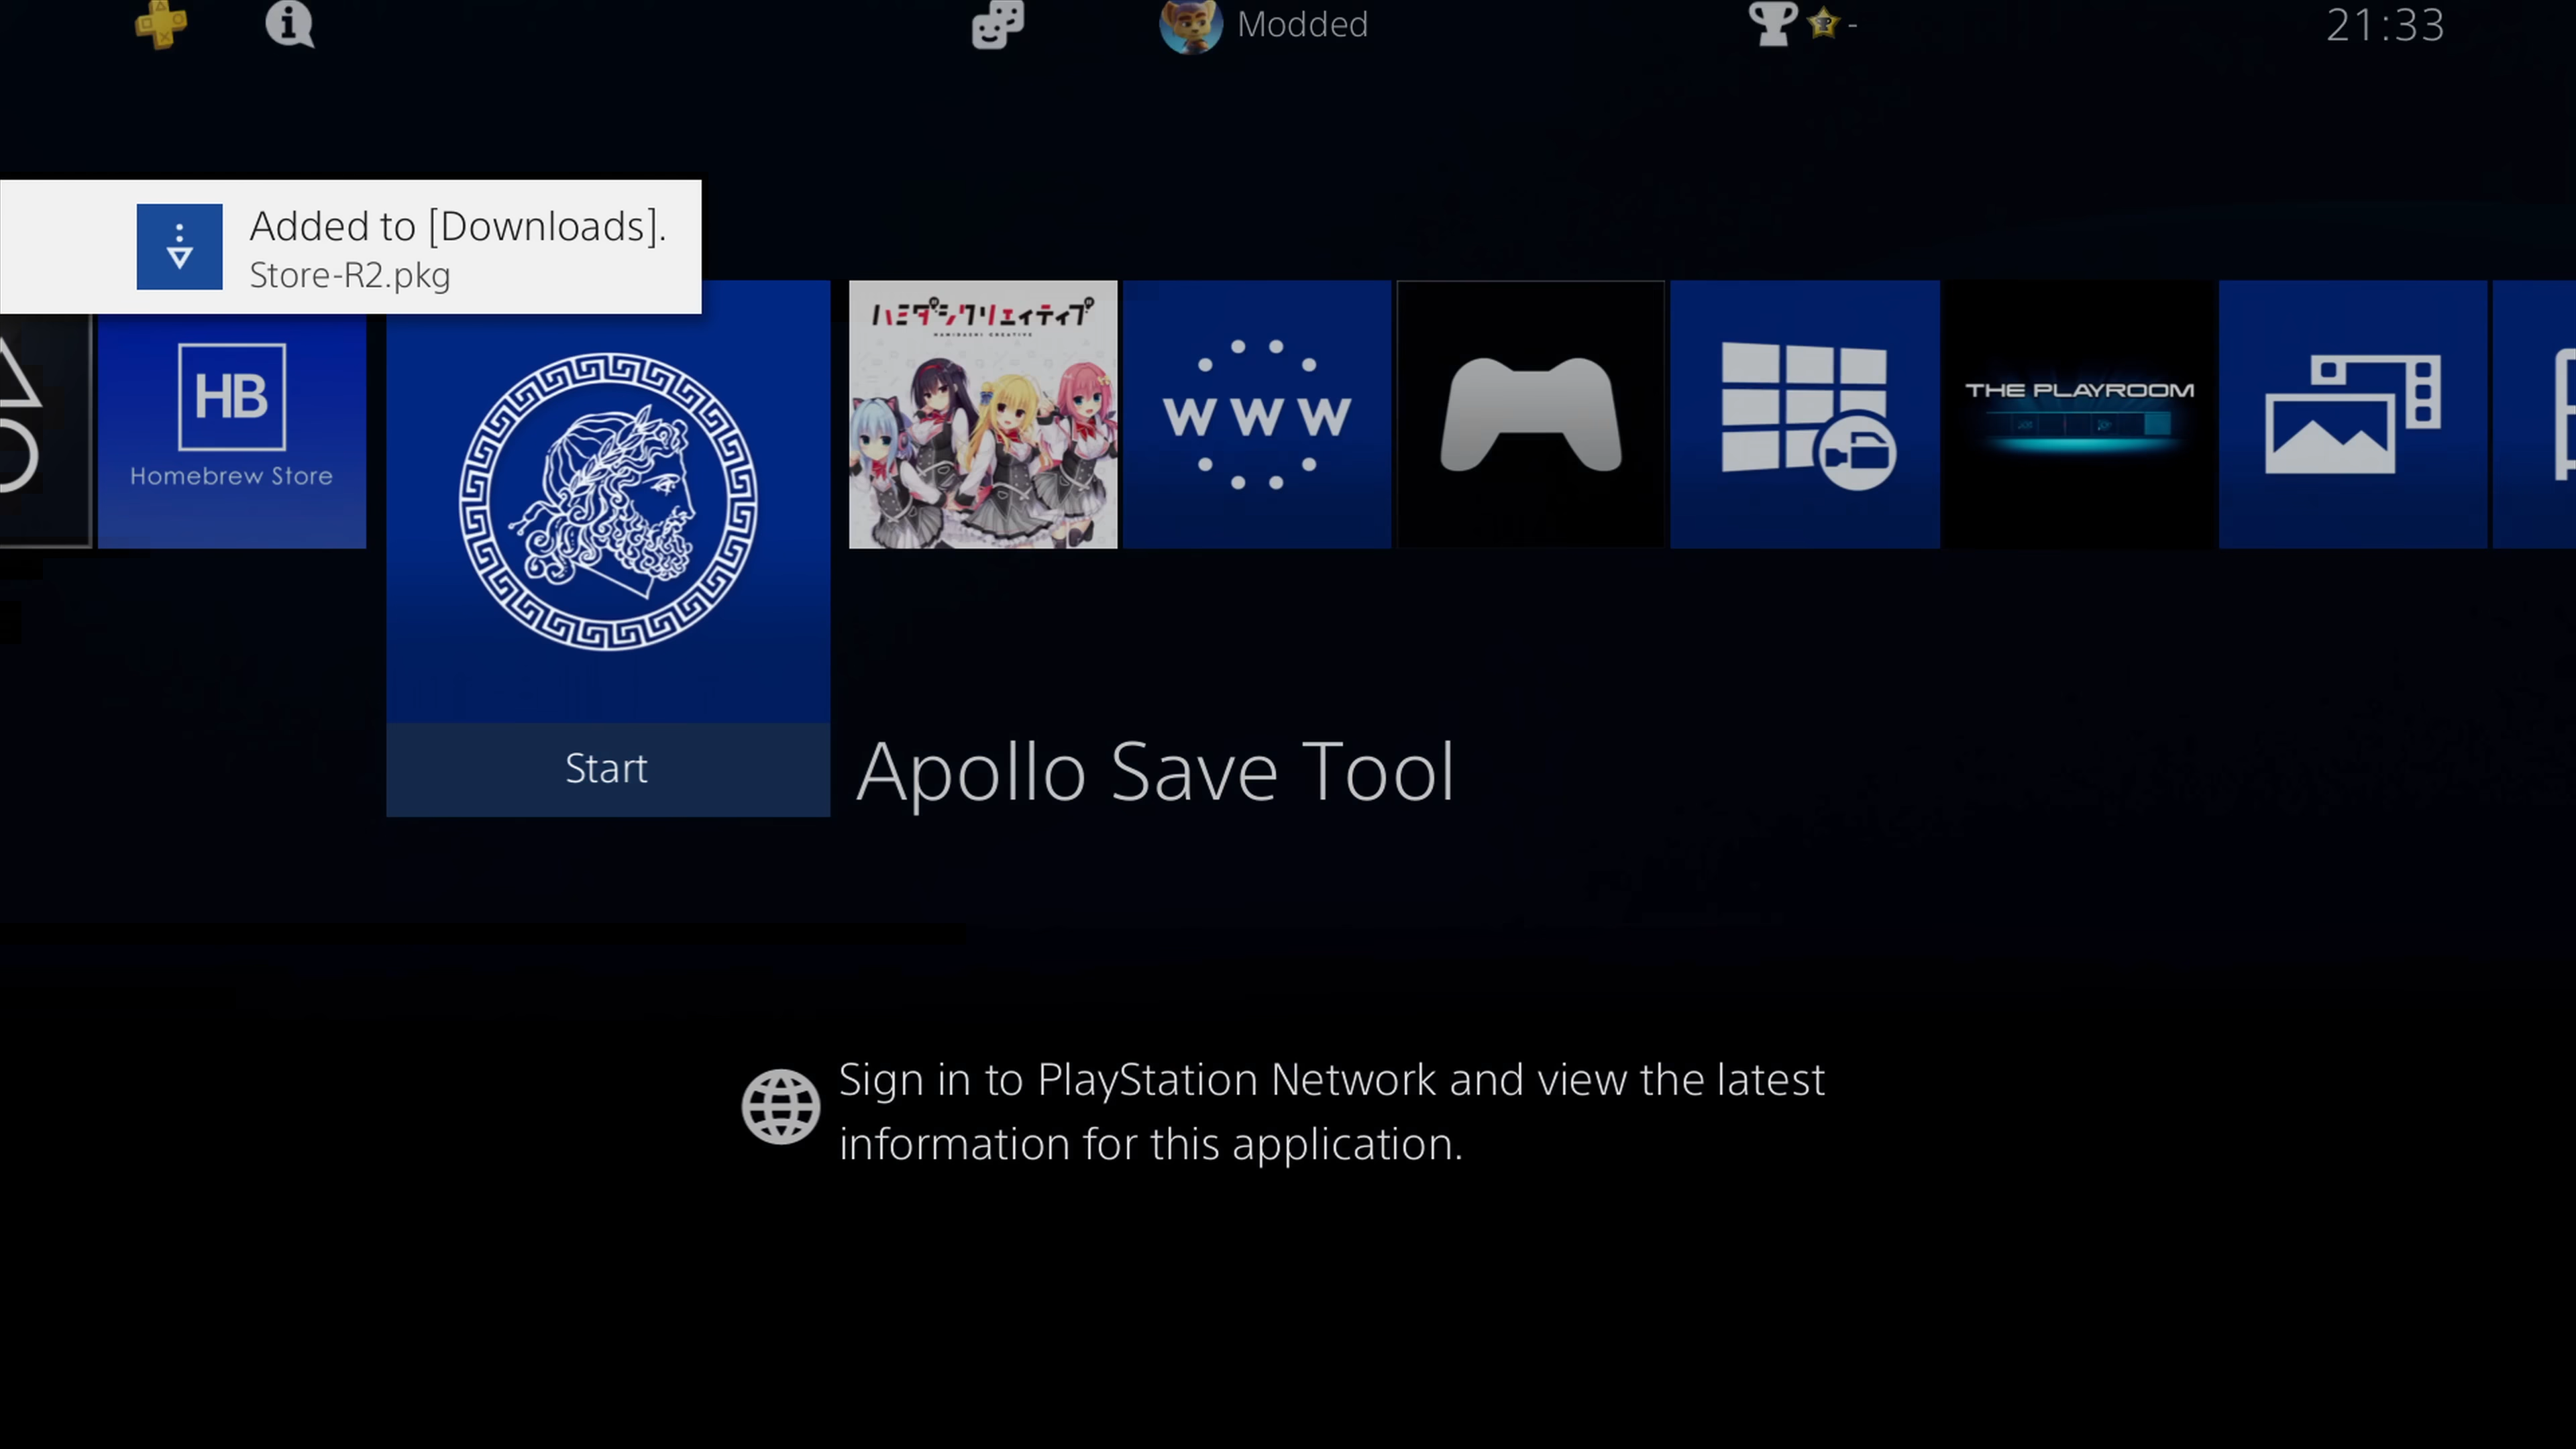 Modded
-
21:33
Added to [Downloads].
Store-R2.pkg
HB
Homebrew Store
ハミダシクリエイティブ
HAMIDASHI CREATIVE
WWW
THE PLAYROOM
Start
Apollo Save Tool
Sign in to PlayStation Network and view the latest
information for this application.